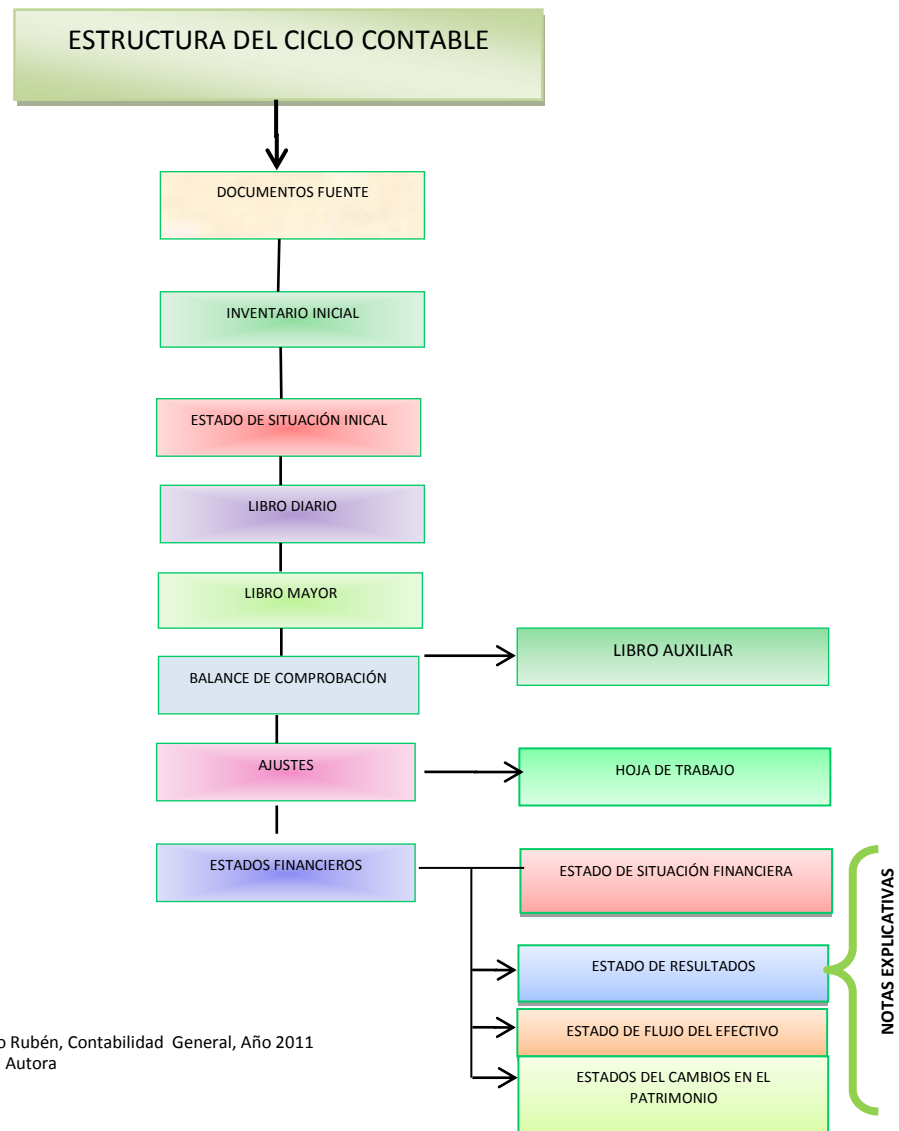 ESTRUCTURA DEL CICLO CONTABLE
DOCUMENTOS FUENTE
INVENTARIO INICIAL
ESTADO DE SITUACIÓN INICAL
LIBRO DIARIO
LIBRO MAYOR
BALANCE DE COMPROBACIÓN
LIBRO AUXILIAR
AJUSTES
HOJA DE TRABAJO
ESTADOS FINANCIEROS
ESTADO DE SITUACIÓN FINANCIERA
ESTADO DE RESULTADOS
ESTADO DE FLUJO DEL EFECTIVO
ESTADOS DEL CAMBIOS EN EL
PATRIMONIO
NOTAS EXPLICATIVAS
o Rubén, Contabilidad General, Año 2011
Autora